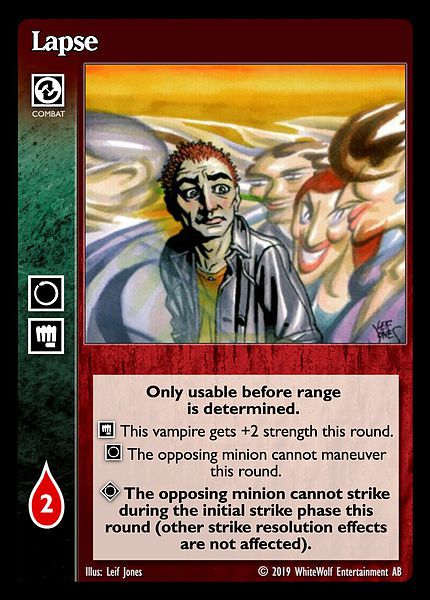 Lapse
COMBAT
LEIF
JONES
Only usable before range
is determined.
This vampire gets +2 strength this round.
The opposing minion cannot maneuver
this round.
The opposing minion cannot strike
during the initial strike phase this
round (other strike resolution effects
are not affected).
2
Illus: Leif Jones © 2019 WhiteWolf Entertainment AB